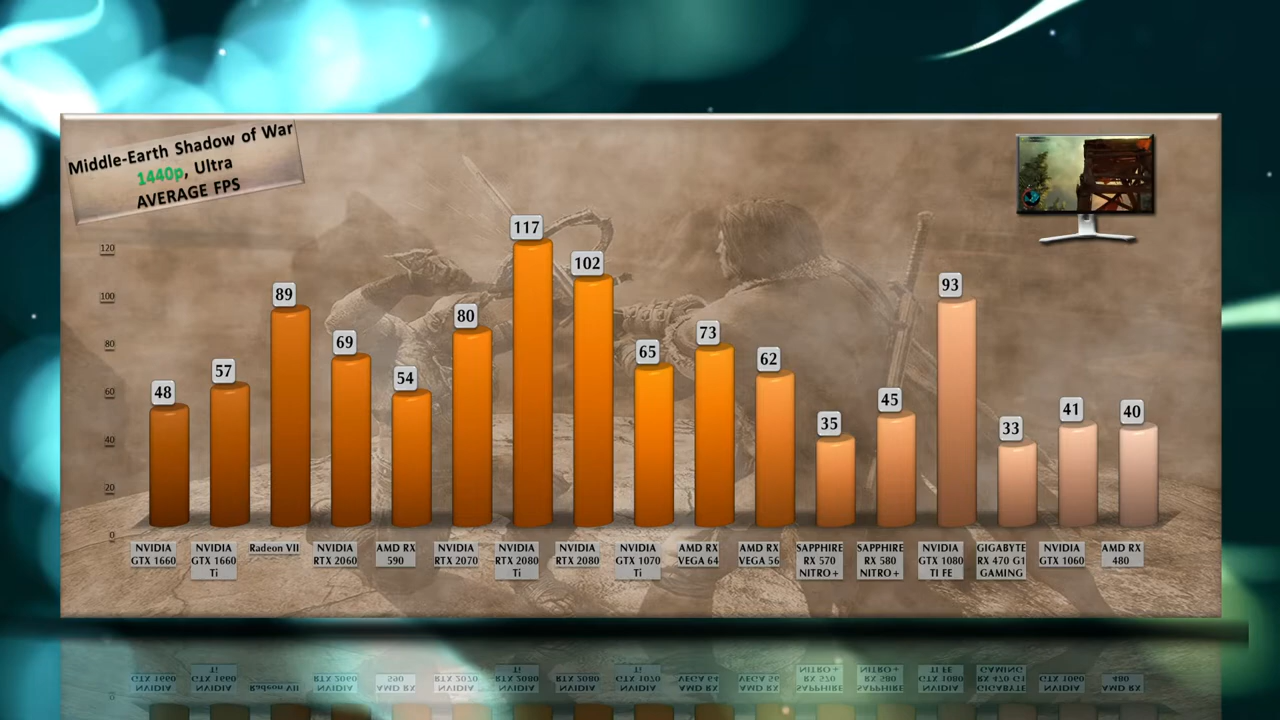 Middle-Earth Shadow of War
1440p, Ultra
AVERAGE FPS
120
100
80
60
40
20
0
48
57
89
69
54
80
117
102
65
73
62
35
45
93
33
41
40
NVIDIA
GTX 1660
NVIDIA
GTX 1660
Ti
Radeon VII
NVIDIA
RTX 2060
AMD RX
590
NVIDIA
RTX 2070
NVIDIA
RTX 2080
Ti
NVIDIA
RTX 2080
NVIDIA
GTX 1070
Ti
AMD RX
VEGA 64
AMD RX
VEGA 56
SAPPHIRE
RX 570
NITRO+
SAPPHIRE
RX 580
NITRO+
NVIDIA
GTX 1080
TI FE
GIGABYTE
RX 470 G1
GAMING
NVIDIA
GTX 1060
AMD RX
480